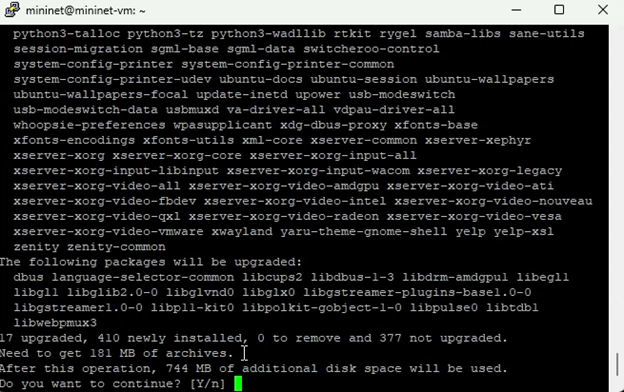 mininet@mininet-vm: ~
python3-talloc python3-tz python3-wadllib rtkit rygel samba-libs sane-utils
session-migration sgml-base sgml-data switcheroo-control
system-config-printer system-config-printer-common
system-config-printer-udev ubuntu-docs ubuntu-session ubuntu-wallpapers
ubuntu-wallpapers-focal update-inetd upower usb-modeswitch
usb-modeswitch-data usbmuxd va-driver-all vdpau-driver-all
whoopsie-preferences wpasupplicant xdg-dbus-proxy xfonts-base
xfonts-encodings xfonts-utils xml-core xserver-common xserver-xephyr
xserver-xorg xserver-xorg-core xserver-xorg-input-all
xserver-xorg-input-libinput xserver-xorg-input-wacom xserver-xorg-legacy
xserver-xorg-video-all xserver-xorg-video-amdgpu xserver-xorg-video-ati
xserver-xorg-video-fbdev xserver-xorg-video-intel xserver-xorg-video-nouveau
xserver-xorg-video-qxl xserver-xorg-video-radeon xserver-xorg-video-vesa
xserver-xorg-video-vmware xwayland yaru-theme-gnome-shell yelp yelp-xsl
zenity zenity-common
The following packages will be upgraded:
dbus language-selector-common libcups2 libdbus-1-3 libdrm-amdgpu1 libegl1
libgl1 libglib2.0-0 libglvnd0 libglx0 libgstreamer-plugins-base1.0-0
libgstreamer1.0-0 libp11-kit0 libpolkit-gobject-1-0 libpulse0 libtdb1
libwebpmux3
17 upgraded, 410 newly installed, 0 to remove and 377 not upgraded.
Need to get 181 MB of archives.
After this operation, 744 MB of additional disk space will be used.
Do you want to continue? [Y/n]